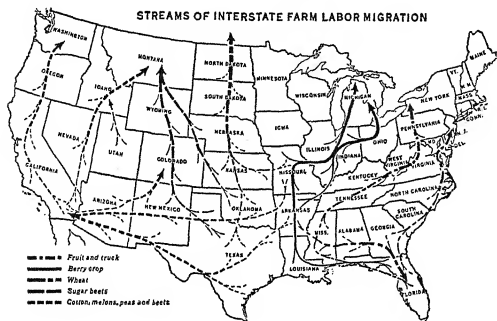 STREAMS OF INTERSTATE FARM LABOR MIGRATION
WASHINGTON
MONTANA
NORTH DAKOTA
MINNESOTA
MAINE
VT.
N.H.
OREGON
IDAHO
SOUTH DAKOTA
WISCONSIN
MICHIGAN
NEW YORK
MASS.
CONN.
WYOMING
IOWA
PENNSYLVANIA
NEBRASKA
NEVADA
UTAH
COLORADO
ILLINOIS
INDIANA
OHIO
N.J.
DEL.
MD.
WEST
VIRGINIA
VIRGINIA
CALIFORNIA
KANSAS
MISSOURI
KENTUCKY
NORTH CAROLINA
TENNESSEE
ARIZONA
NEW MEXICO
OKLAHOMA
ARKANSAS
SOUTH
CAROLINA
MISS.
ALABAMA
GEORGIA
TEXAS
LOUISIANA
FLORIDA
Fruit and truck
Berry crop
Wheat
Sugar beets
Cotton, melons, peas and beets